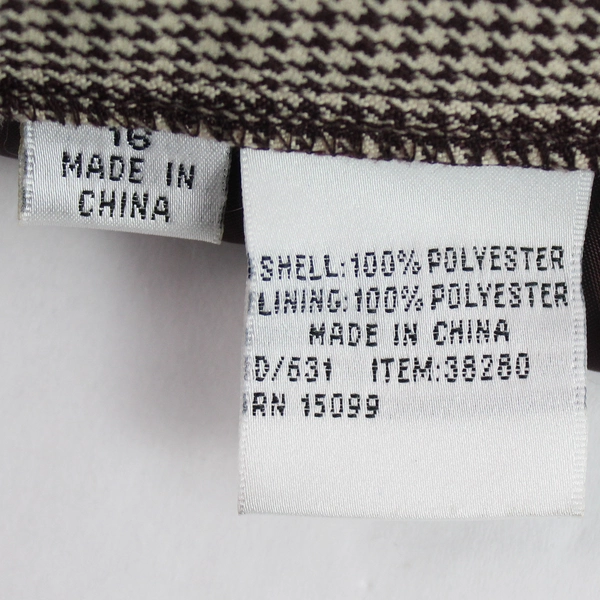 16
MADE IN
CHINA
SHELL:100% POLYESTER
LINING:100% POLYESTER
MADE IN CHINA
D/631 ITEM:38280
RN 15099